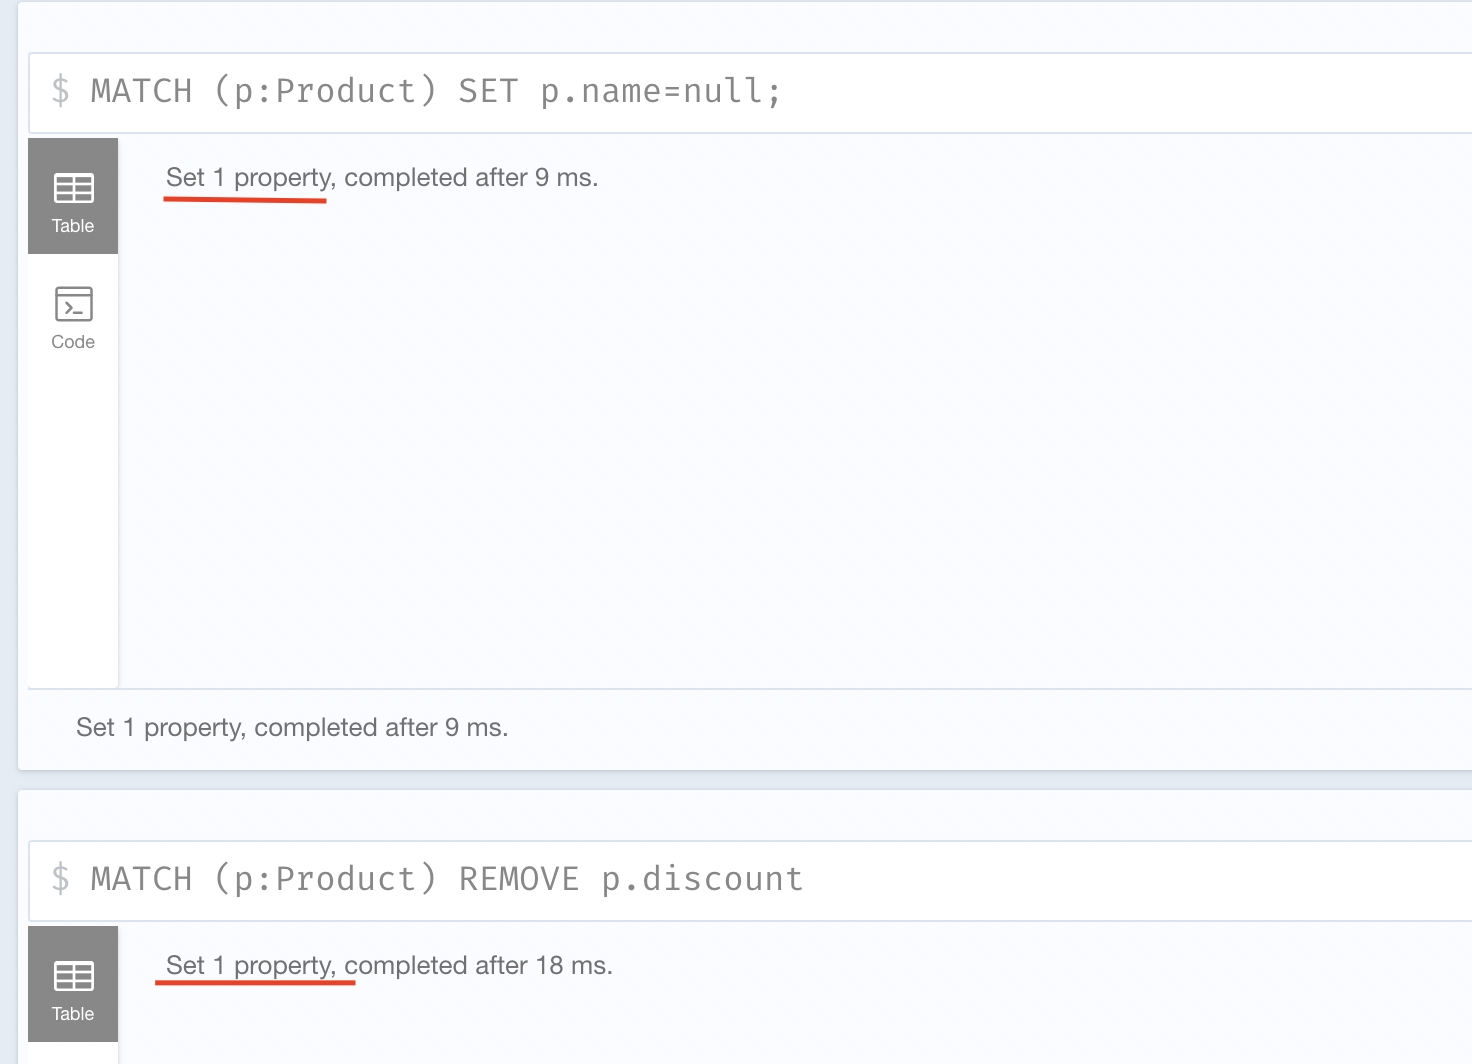 $ MATCH (p:Product) SET p.name=null;
Set 1 property, completed after 9 ms.
Table
Code
Set 1 property, completed after 9 ms.
$ MATCH (p:Product) REMOVE p.discount
Set 1 property, completed after 18 ms.
Table